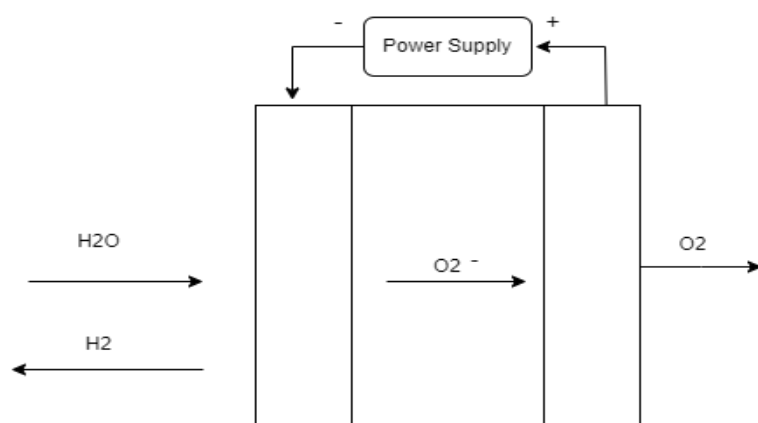 - +
Power Supply
H2O
O2
O2 -
H2